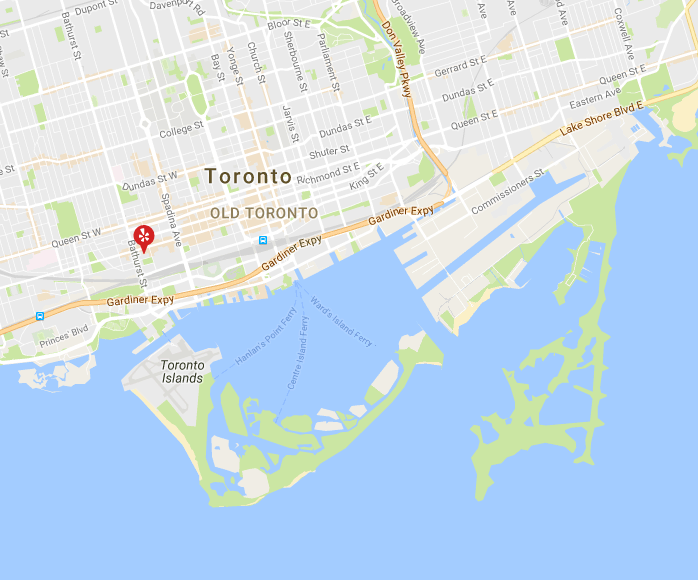 Dupont St
Davenport Rd
Bloor St E
Broadview Ave
Ave
Ave
Coxwell Ave
Bathurst St
Bay St
Yonge St
Church St
Sherbourne St
Parliament St
Don Valley Pkwy
Gerrard St E
Queen St E
Dundas St E
Eastern Ave
Jarvis St
Lake Shore Blvd E
College St
Dundas St E
Queen St E
Shuter St
Dundas St W
Toronto
Richmond St E
King St E
Commissioners St
Spadina Ave
OLD TORONTO
Gardiner Expy
Queen St W
Bathurst St
Gardiner Expy
Gardiner Expy
Princes' Blvd
Hanlan's Point Ferry
Centre Island Ferry
Ward's Island Ferry
Toronto
Islands